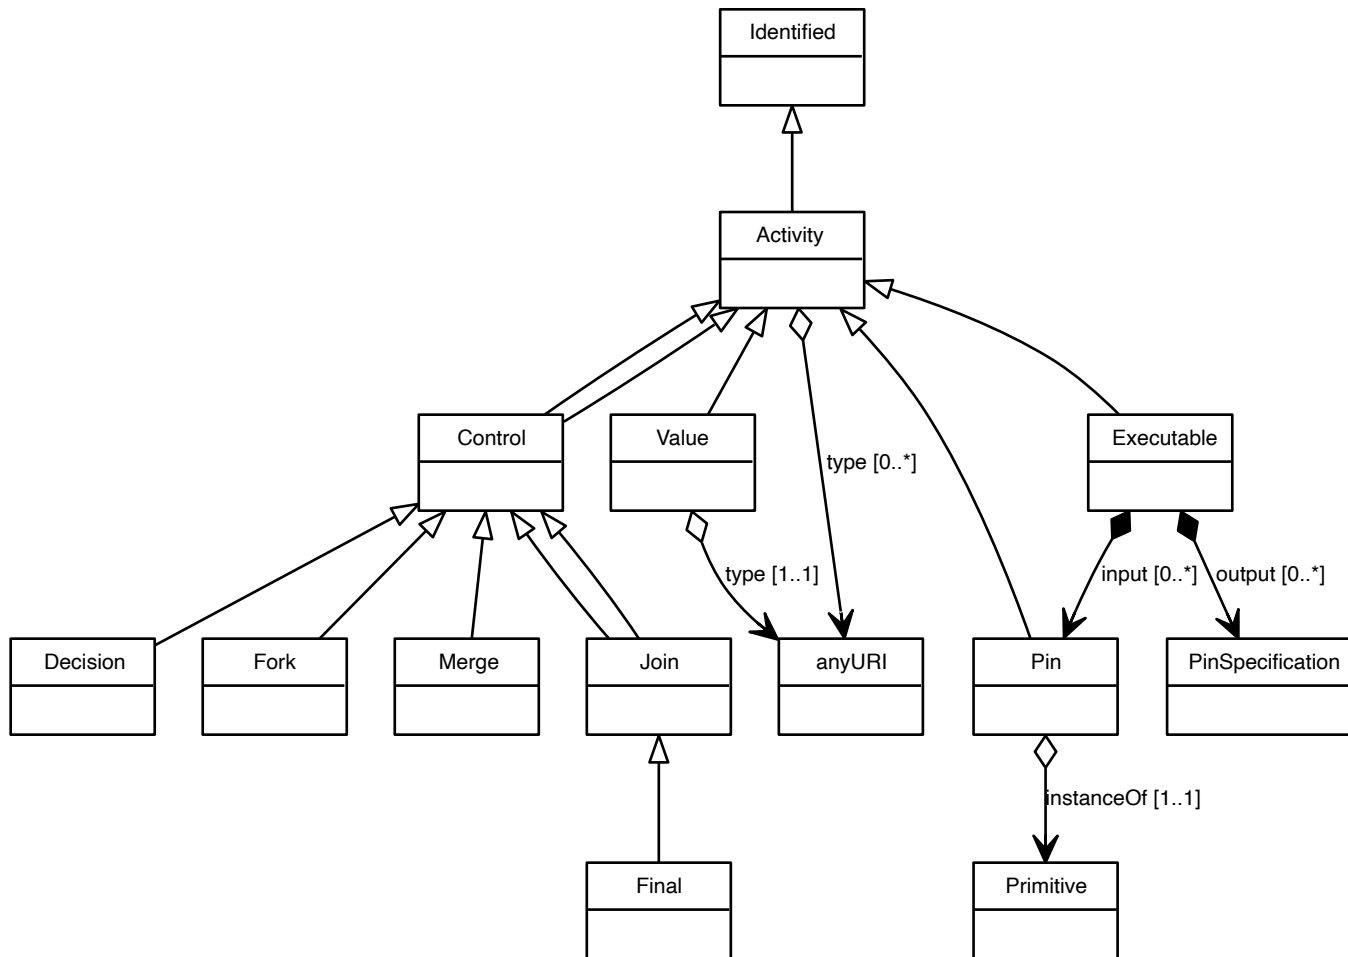 Identified
Activity
Control
Value
Executable
type [0..*]
type [1..1]
input [0..*]
output [0..*]
Decision
Fork
Merge
Join
anyURI
Pin
PinSpecification
instanceOf [1..1]
Final
Primitive